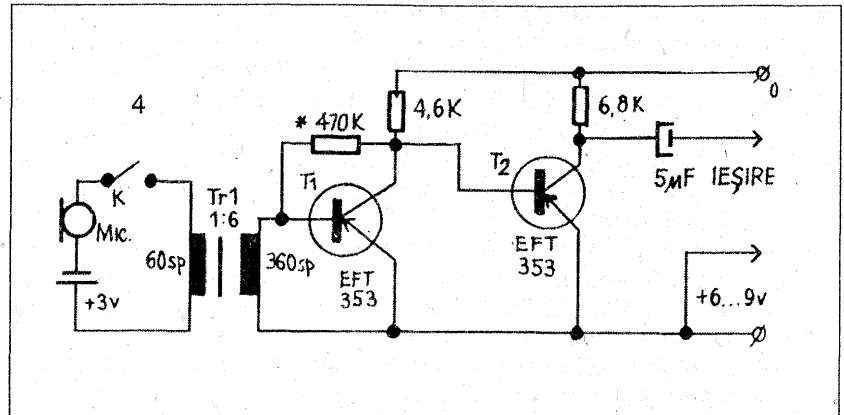 4
K
Mic.
+3v
Tr1
1:6
60sp
360sp
* 470K
T1
EFT
353
4,6K
T2
EFT
353
6,8K
0
5µF IEŞIRE
+6...9v